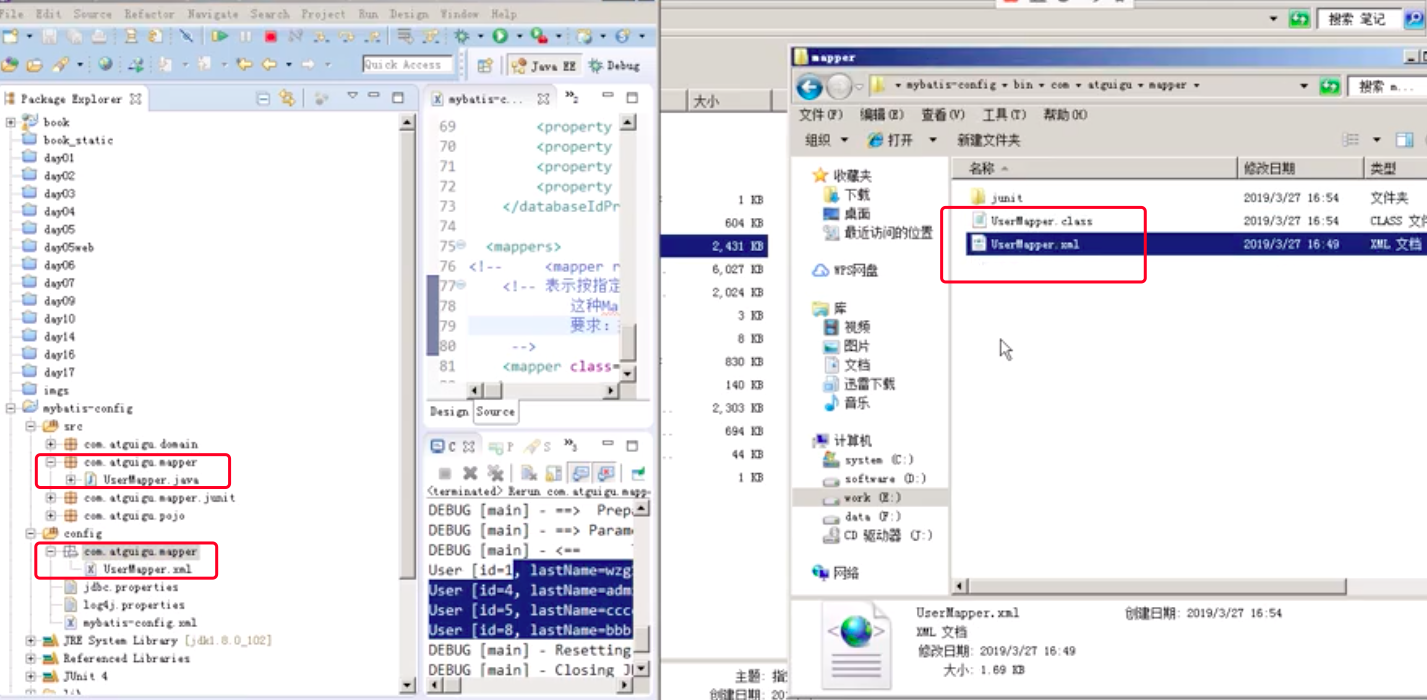 File Edit Source Refactor Navigate Search Project Run Design Window Help
Quick Access
Java EE
Debug
Package Explorer
book
book_static
day01
day02
day03
day04
day05
day05web
day06
day07
day09
day10
day14
day16
day17
imgs
mybatis-config
src
com.atguigu.domain
com.atguigu.mapper
UserMapper.java
com.atguigu.mapper.junit
com.atguigu.pojo
config
com.atguigu.mapper
UserMapper.xml
jdbc.properties
log4j.properties
mybatis-config.xml
JRE System Library [jdk1.8.0_102]
Referenced Libraries
JUnit 4
mybatis-c...
69 <property
70 <property
71 <property
72 <property
73 </databaseIdPr
74
75 <mappers>
76 <!-- <mapper r
77 <!-- 表示按指定
78 这种Ma
79 要求:
80 -->
81 <mapper class=
Design Source
C P S
<terminated> Rerun com.atguigu.mapp
DEBUG [main] - ==> Prepa
DEBUG [main] - ==> Param
DEBUG [main] - <==
User [id=1, lastName=wzg
User [id=4, lastName=adm
User [id=5, lastName=ccc
User [id=8, lastName=bbb
DEBUG [main] - Resetting
DEBUG [main] - Closing J
搜索 笔记
大小
1 KB
604 KB
2,431 KB
6,027 KB
2,024 KB
3 KB
8 KB
830 KB
140 KB
2,303 KB
694 KB
44 KB
1 KB
主题: 指
创建日期: 20
mapper
mybatis-config bin com atguigu mapper
搜索 m...
文件(F) 编辑(E) 查看(V) 工具(T) 帮助(H)
组织 打开 新建文件夹
收藏夹
下载
桌面
最近访问的位置
WPS网盘
库
视频
图片
文档
迅雷下载
音乐
计算机
system (C:)
software (D:)
work (E:)
data (F:)
CD 驱动器 (J:)
网络
名称 修改日期 类型
junit 2019/3/27 16:54 文件夹
UserMapper.class 2019/3/27 16:54 CLASS 文件
UserMapper.xml 2019/3/27 16:49 XML 文档
UserMapper.xml 创建日期: 2019/3/27 16:54
XML 文档
修改日期: 2019/3/27 16:49
大小: 1.69 KB